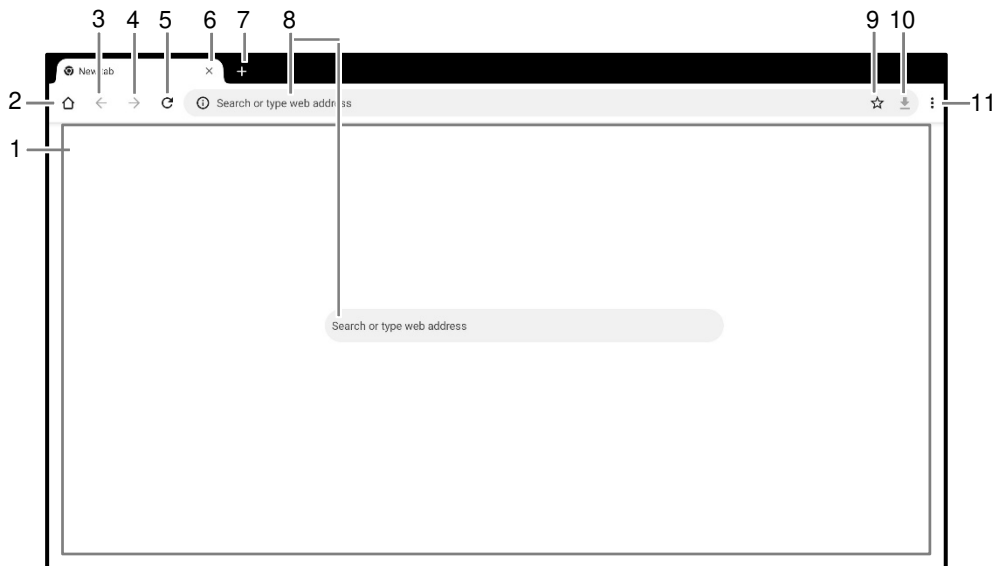 3 4 5 6 7 8 9 10
New tab
2 Search or type web address 11
1
Search or type web address